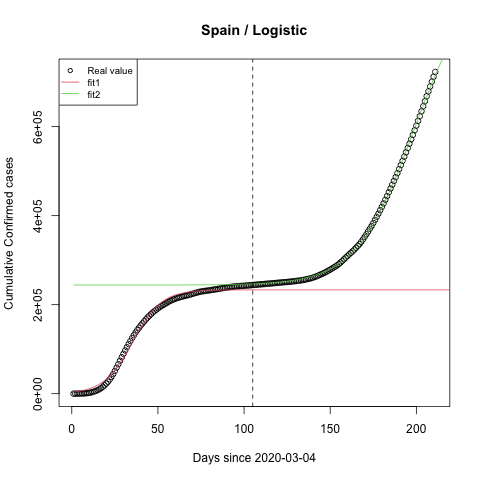 Spain / Logistic
Real value
fit1
fit2
Cumulative Confirmed cases
6e+05
4e+05
2e+05
0e+00
0 50 100 150 200
Days since 2020-03-04